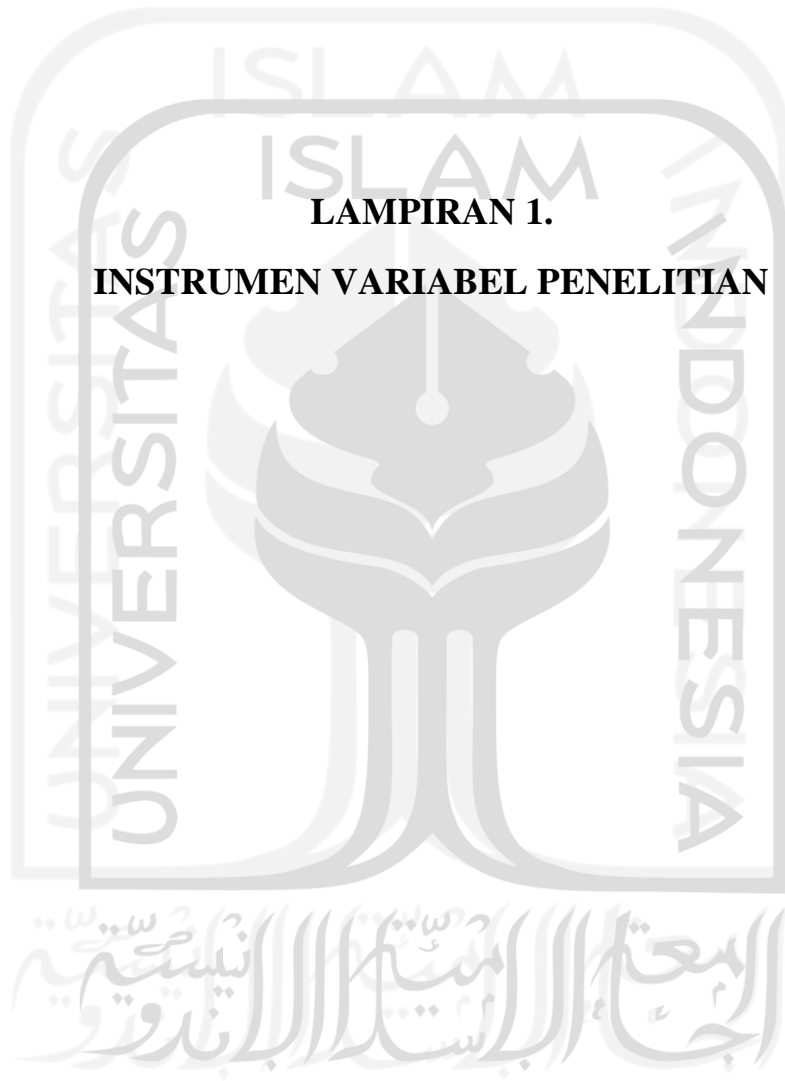 ISLAM
UNIVERSITAS
INDONESIA
LAMPIRAN 1.
INSTRUMEN VARIABEL PENELITIAN